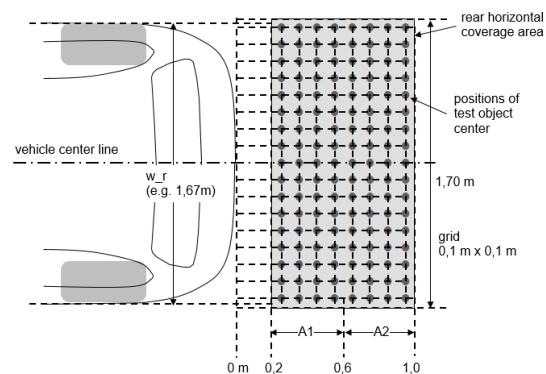 rear horizontal
coverage area
positions of
test object
center
vehicle center line
w_r
(e.g. 1,67m)
1,70 m
grid
0,1 m x 0,1 m
A1
A2
0 m
0,2
0,6
1,0